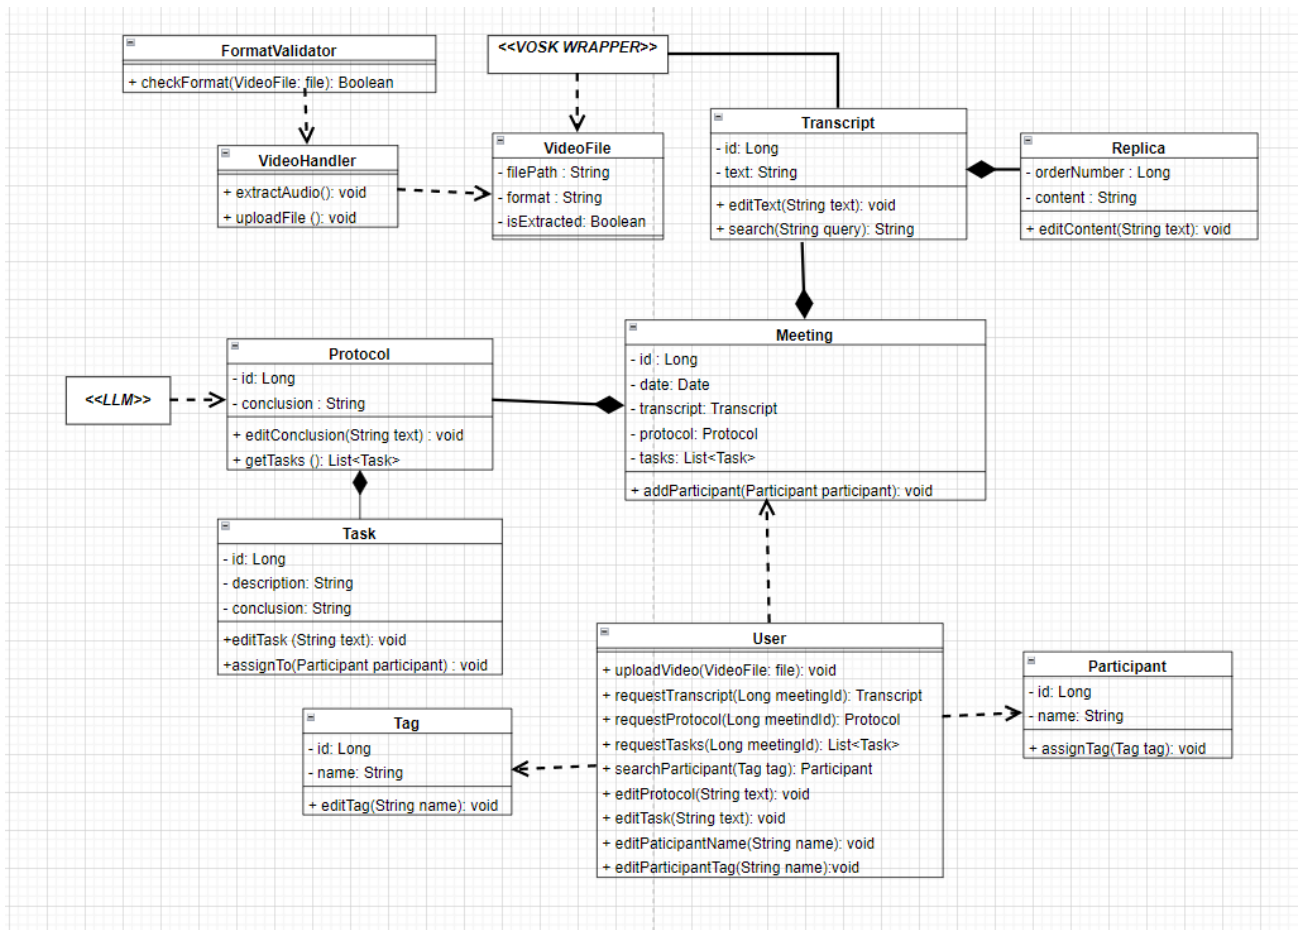 FormatValidator
+ checkFormat(VideoFile: file): Boolean
<<VOSK WRAPPER>>
VideoHandler
+ extractAudio(): void
+ uploadFile (): void
VideoFile
- filePath : String
- format : String
- isExtracted: Boolean
Transcript
- id: Long
- text: String
+ editText(String text): void
+ search(String query): String
Replica
- orderNumber : Long
- content : String
+ editContent(String text): void
<<LLM>>
Protocol
- id: Long
- conclusion : String
+ editConclusion(String text) : void
+ getTasks (): List<Task>
Meeting
- id : Long
- date: Date
- transcript: Transcript
- protocol: Protocol
- tasks: List<Task>
+ addParticipant(Participant participant): void
Task
- id: Long
- description: String
- conclusion: String
+editTask (String text): void
+assignTo(Participant participant) : void
Tag
- id: Long
- name: String
+ editTag(String name): void
User
+ uploadVideo(VideoFile: file): void
+ requestTranscript(Long meetingId): Transcript
+ requestProtocol(Long meetindId): Protocol
+ requestTasks(Long meetingId): List<Task>
+ searchParticipant(Tag tag): Participant
+ editProtocol(String text): void
+ editTask(String text): void
+ editPaticipantName(String name): void
+ editParticipantTag(String name):void
Participant
- id: Long
- name: String
+ assignTag(Tag tag): void